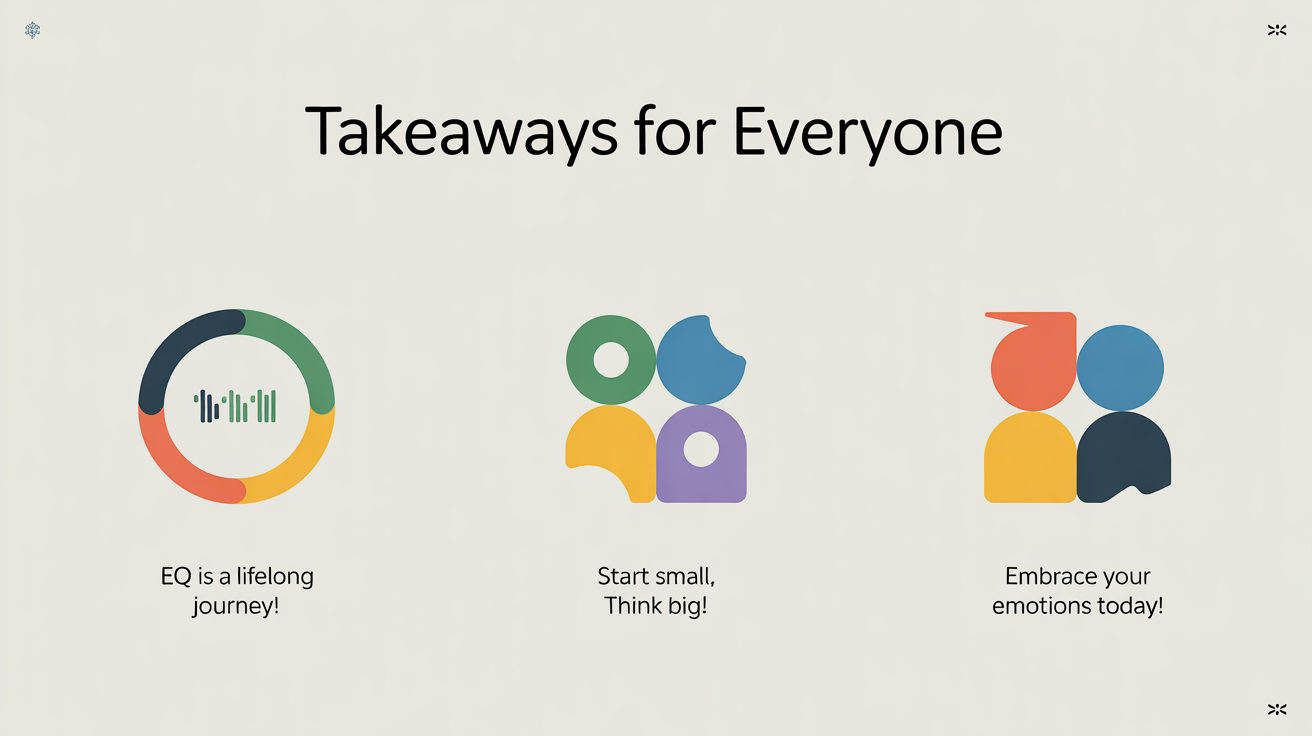 Takeaways for Everyone
EQ is a lifelong
journey!
Start small,
Think big!
Embrace your
emotions today!